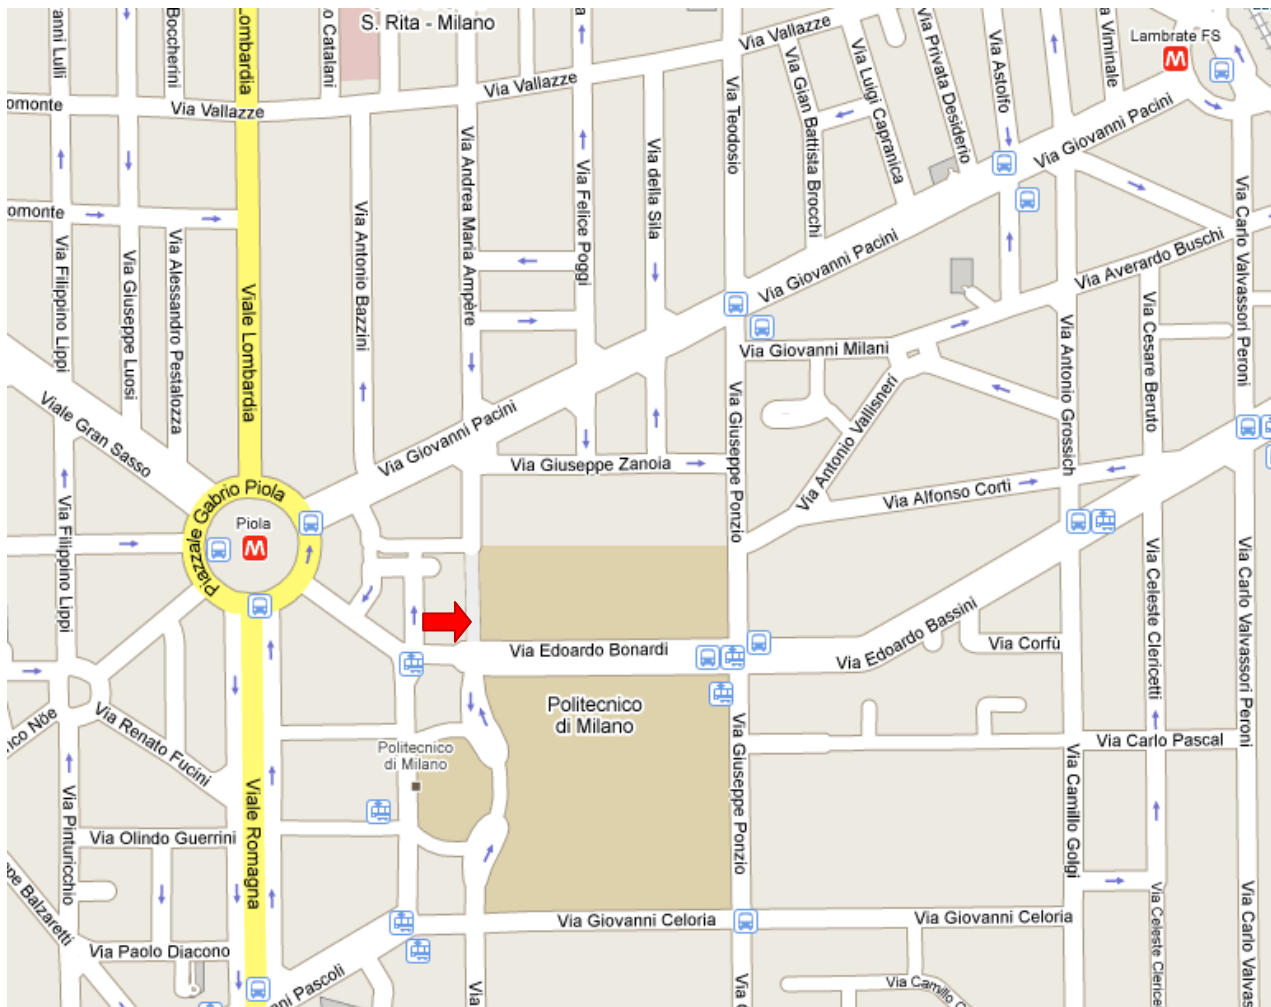 S. Rita - Milano
Lombardia
Boccherini
Catalani
Via Vallazze
Via Vallazze
Via Vallazze
Via Privata Desiderio
Via Astolfo
Via Viminale
Lambrate FS
M
Via Luigi Capranica
Via Gian Battista Brocchi
Via Teodosio
Via della Sila
Via Felice Poggi
Via Andrea Maria Ampère
Via Antonio Bazzini
Viale Lombardia
Via Filippino Lippi
Via Giuseppe Luosi
Via Alessandro Pestalozza
Via Giovanni Pacini
Via Giovanni Pacini
Via Giovanni Pacini
Via Averardo Buschi
Via Carlo Valvassori Peroni
Via Cesare Beruto
Via Antonio Grossich
Via Giovanni Milani
Via Antonio Vallisneri
Via Giuseppe Ponzio
Via Giuseppe Zanoia
Via Alfonso Corti
Viale Gran Sasso
Piazzale Gabrio Piola
Piola
M
Via Filippino Lippi
Via Edoardo Bonardi
Via Edoardo Bassini
Via Corfù
Via Celeste Clericetti
Via Carlo Valvassori Peroni
Politecnico
di Milano
Politecnico
di Milano
Via Renato Fucini
Via Carlo Pascal
Via Giuseppe Ponzio
Via Camillo Golgi
Viale Romagna
Via Pinturicchio
Via Olindo Guerrini
Via Paolo Diacono
Via Giovanni Celoria
Via Giovanni Celoria
Via